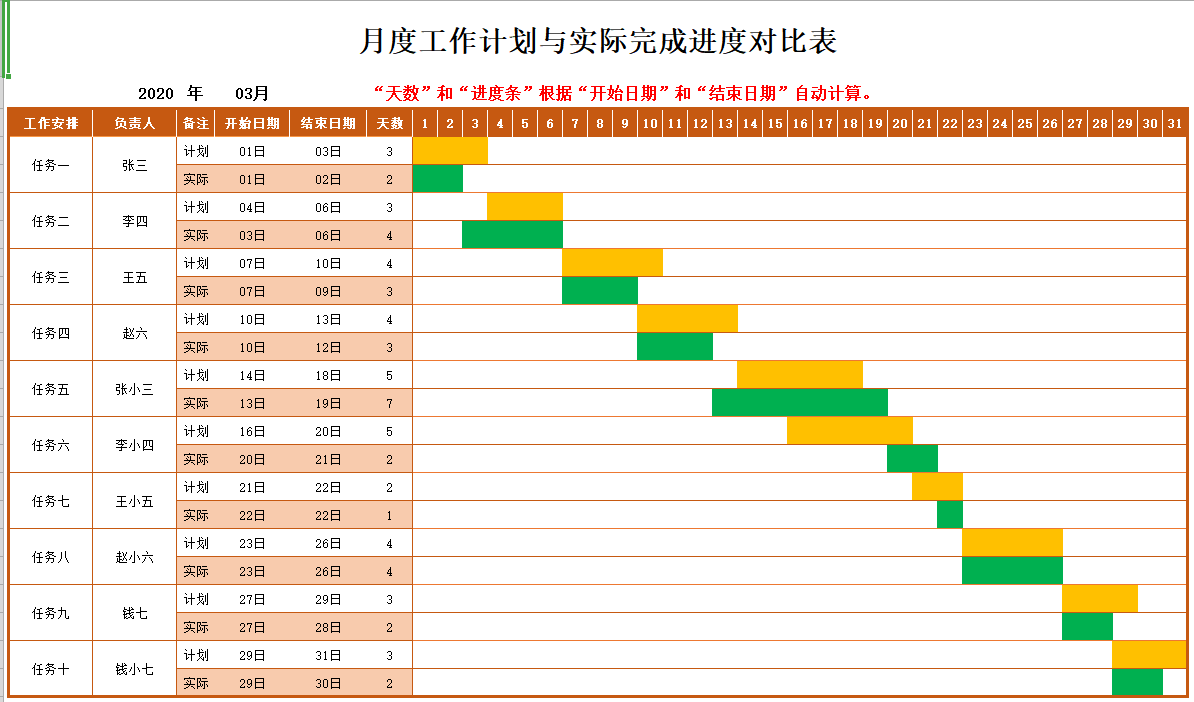 月度工作计划与实际完成进度对比表
2020 年 03月 “天数”和“进度条”根据“开始日期”和“结束日期”自动计算。
工作安排 负责人 备注 开始日期 结束日期 天数 1 2 3 4 5 6 7 8 9 10 11 12 13 14 15 16 17 18 19 20 21 22 23 24 25 26 27 28 29 30 31
任务一 张三 计划 01日 03日 3
实际 01日 02日 2
任务二 李四 计划 04日 06日 3
实际 03日 06日 4
任务三 王五 计划 07日 10日 4
实际 07日 09日 3
任务四 赵六 计划 10日 13日 4
实际 10日 12日 3
任务五 张小三 计划 14日 18日 5
实际 13日 19日 7
任务六 李小四 计划 16日 20日 5
实际 20日 21日 2
任务七 王小五 计划 21日 22日 2
实际 22日 22日 1
任务八 赵小六 计划 23日 26日 4
实际 23日 26日 4
任务九 钱七 计划 27日 29日 3
实际 27日 28日 2
任务十 钱小七 计划 29日 31日 3
实际 29日 30日 2